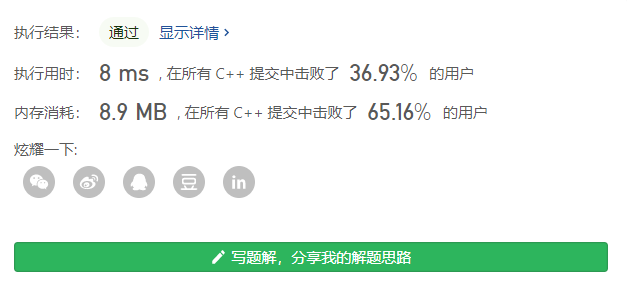 执行结果： 通过 显示详情 ›
执行用时： 8 ms , 在所有 C++ 提交中击败了 36.93% 的用户
内存消耗： 8.9 MB , 在所有 C++ 提交中击败了 65.16% 的用户
炫耀一下:
豆 in
写题解，分享我的解题思路